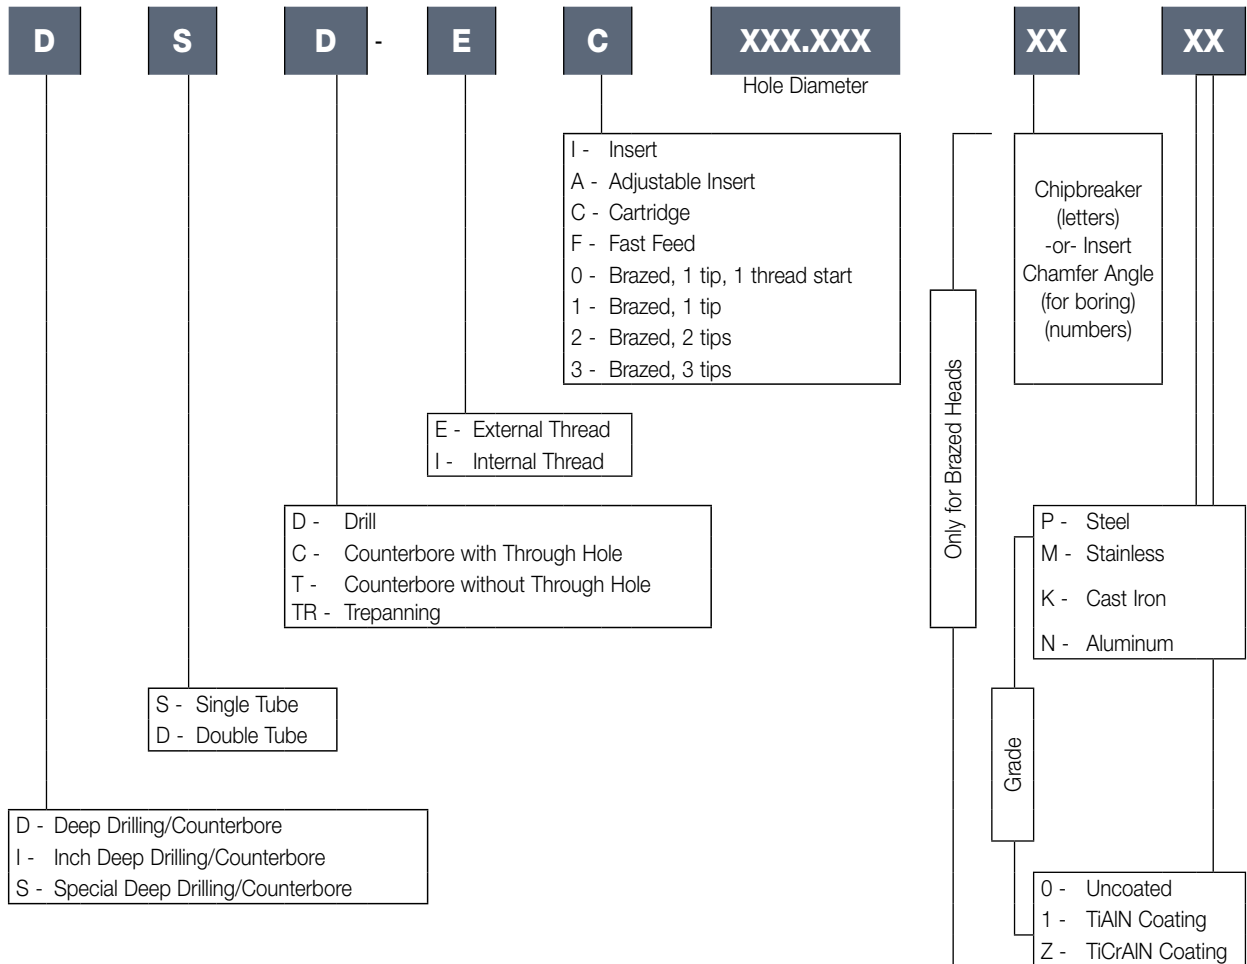 D S D - E C XXX.XXX XX XX
Hole Diameter
I - Insert
A - Adjustable Insert
C - Cartridge
F - Fast Feed
0 - Brazed, 1 tip, 1 thread start
1 - Brazed, 1 tip
2 - Brazed, 2 tips
3 - Brazed, 3 tips
Chipbreaker
(letters)
-or- Insert
Chamfer Angle
(for boring)
(numbers)
Only for Brazed Heads
E - External Thread
I - Internal Thread
D - Drill
C - Counterbore with Through Hole
T - Counterbore without Through Hole
TR - Trepanning
P - Steel
M - Stainless
K - Cast Iron
N - Aluminum
S - Single Tube
D - Double Tube
Grade
D - Deep Drilling/Counterbore
I - Inch Deep Drilling/Counterbore
S - Special Deep Drilling/Counterbore
0 - Uncoated
1 - TiAlN Coating
Z - TiCrAlN Coating